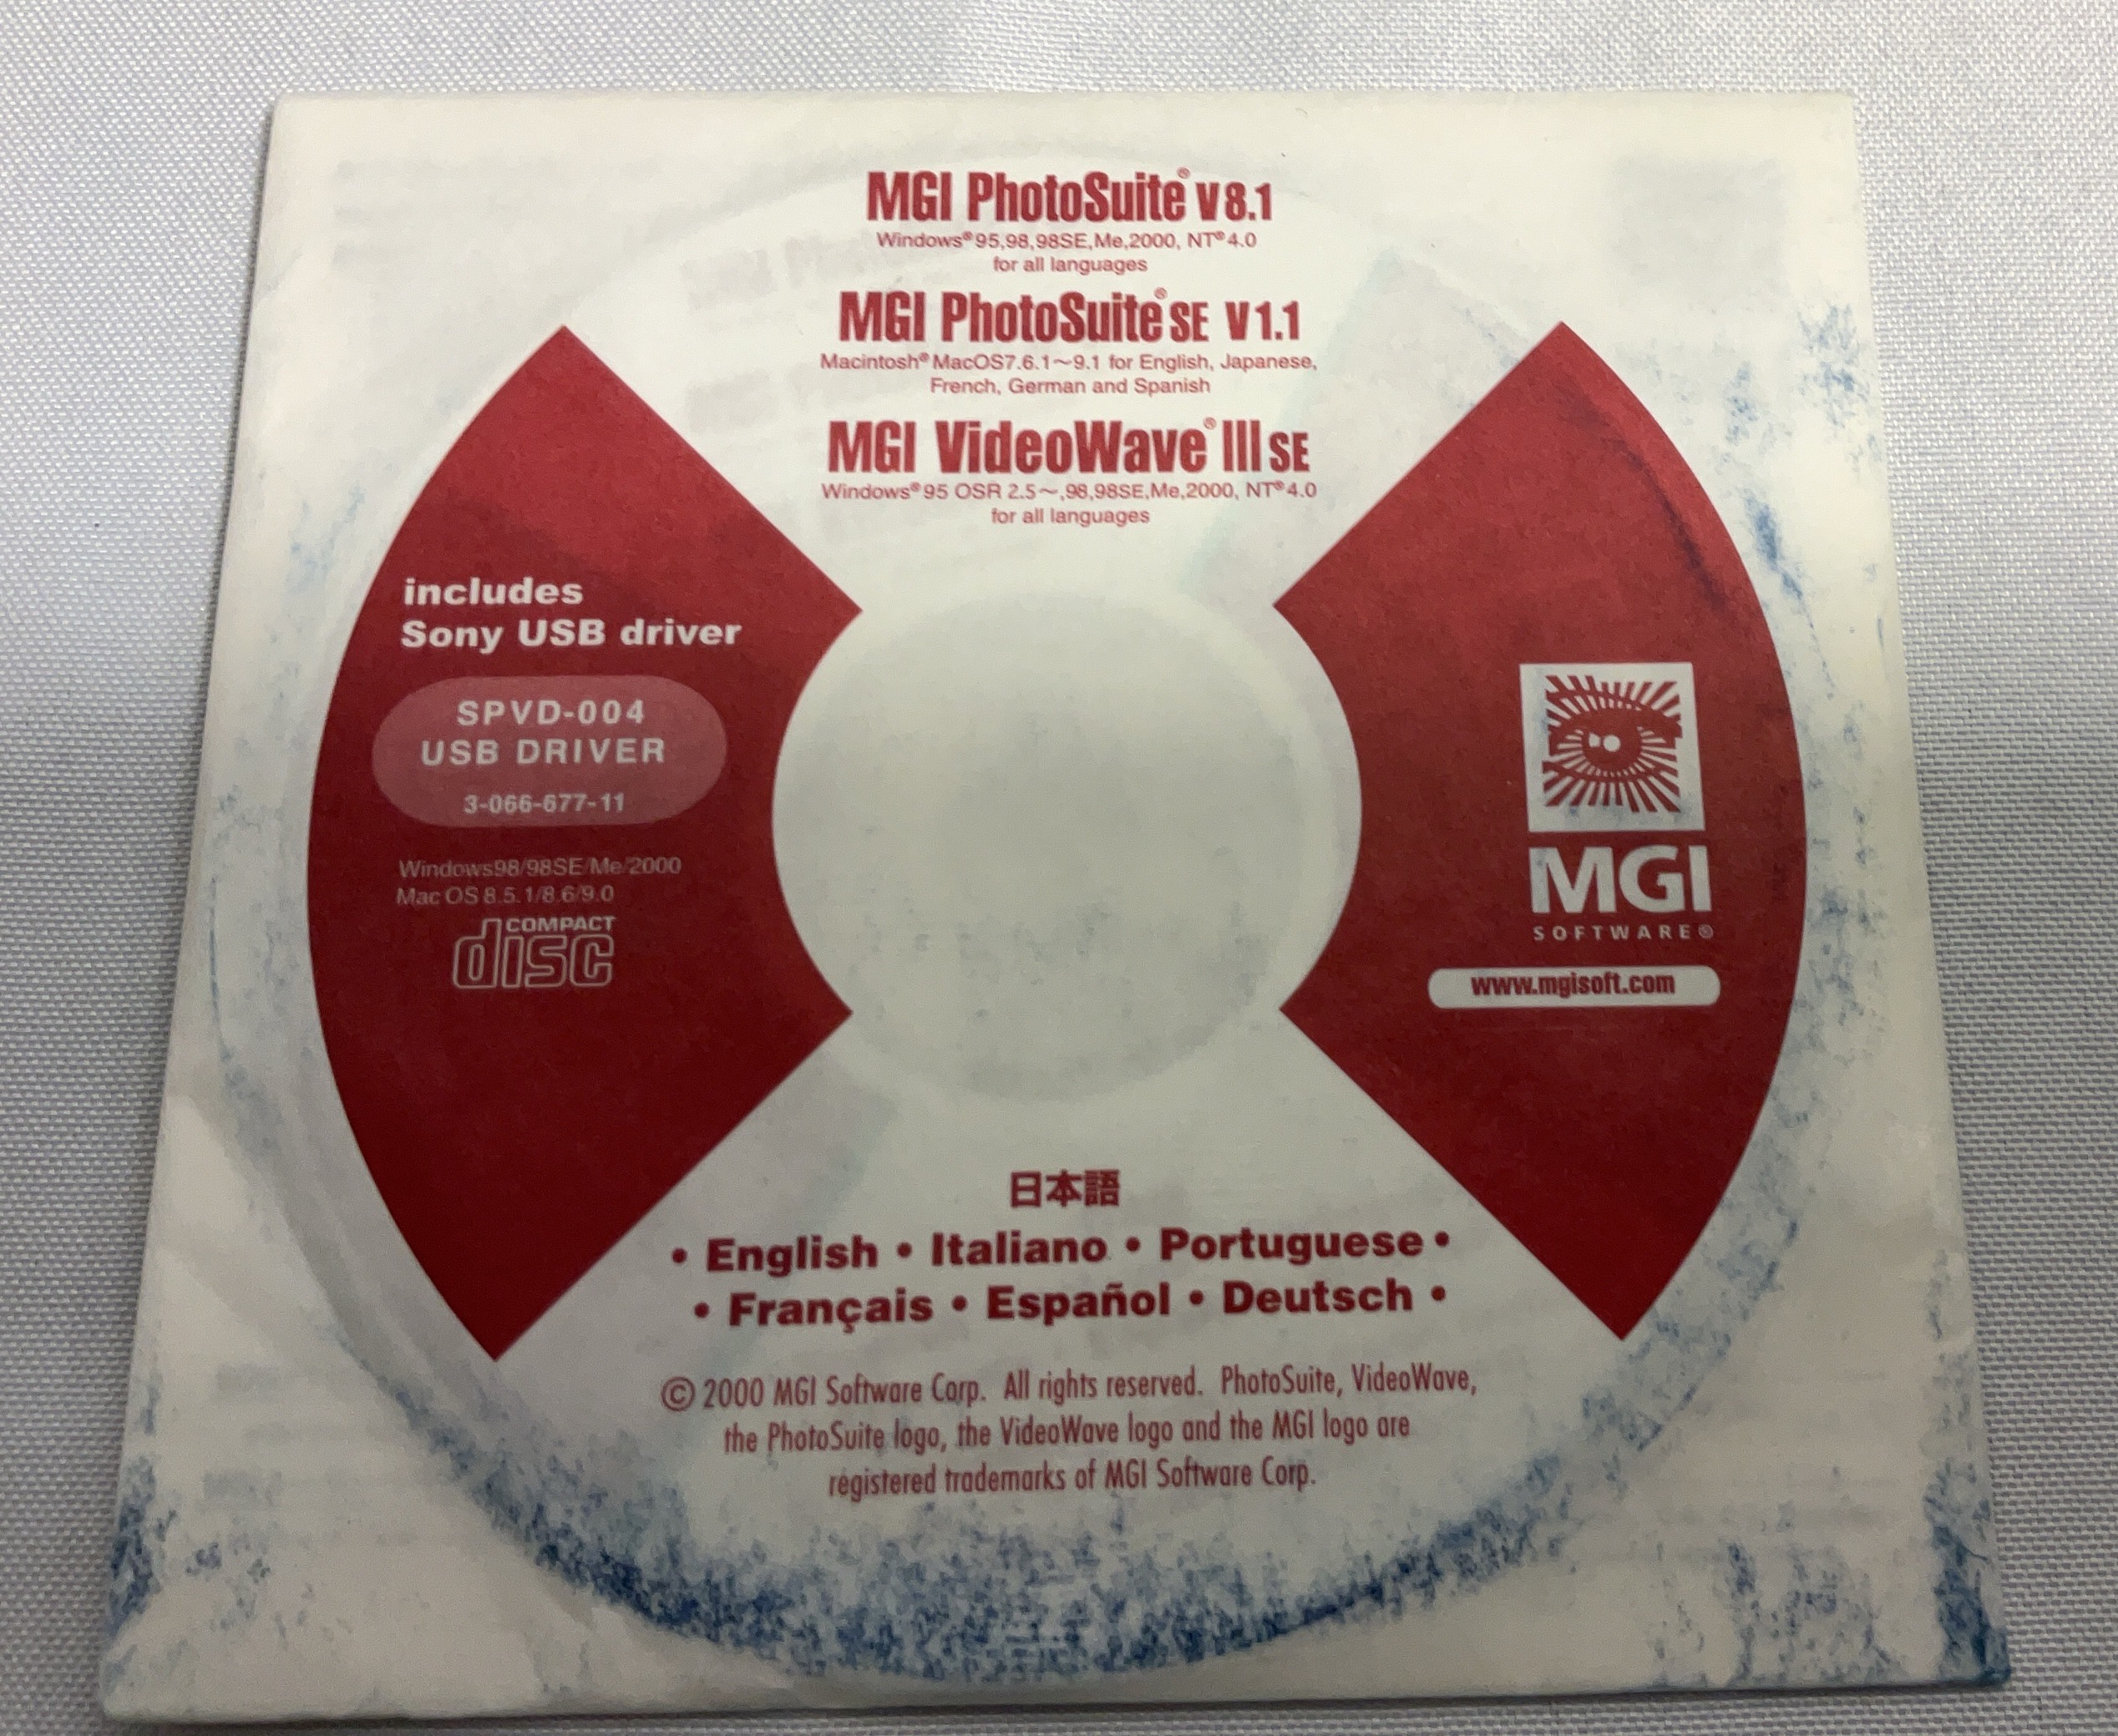 MGI PhotoSuite® V8.1
Windows®95,98,98SE,Me,2000, NT®4.0
for all languages
MGI PhotoSuite®SE V1.1
Macintosh®MacOS7.6.1～9.1 for English, Japanese,
French, German and Spanish
MGI VideoWave®III SE
Windows®95 OSR 2.5～,98,98SE,Me,2000, NT®4.0
for all languages
includes
Sony USB driver
SPVD-004
USB DRIVER
3-066-677-11
Windows98/98SE/Me/2000
Mac OS 8.5.1/8.6/9.0
COMPACT
disc
MGI
SOFTWARE®
www.mgisoft.com
日本語
• English • Italiano • Portuguese •
• Français • Español • Deutsch •
© 2000 MGI Software Corp. All rights reserved. PhotoSuite, VideoWave,
the PhotoSuite logo, the VideoWave logo and the MGI logo are
registered trademarks of MGI Software Corp.